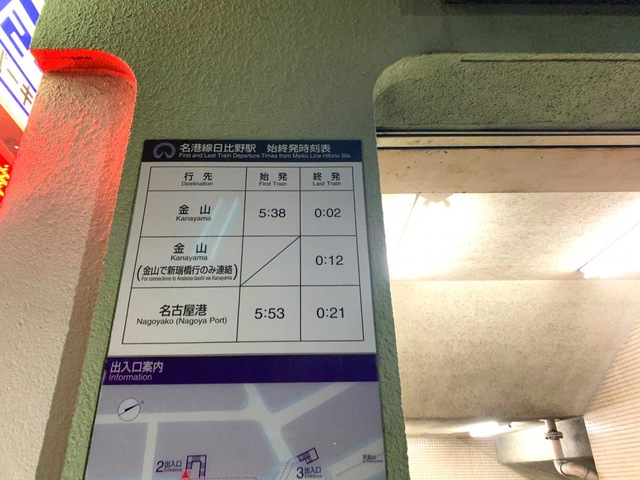 名港線日比野駅 始終発時刻表
First and Last Train Departure Times from Meiko Line Hibino Sta.
行先 始発 終発
Destination First Train Last Train
金山 5:38 0:02
Kanayama
金山 0:12
Kanayama
(金山で新瑞橋行のみ連絡)
For connections to Aratama-bashi via Kanayama
名古屋港 5:53 0:21
Nagoyako (Nagoya Port)
出入口案内
Information
2出入口
Entrance
3出入口
Entrance